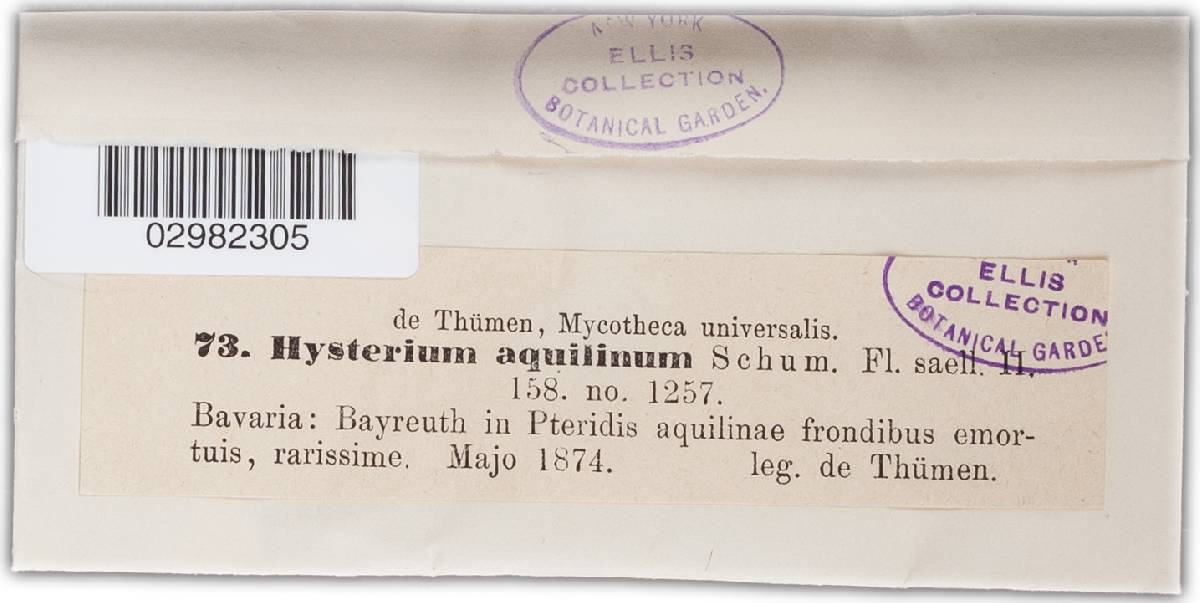 NEW YORK
ELLIS
COLLECTION
BOTANICAL GARDEN.
02982305
ELLIS
COLLECTION
BOTANICAL GARDE
de Thümen, Mycotheca universalis.
73. Hysterium aquilinum Schum. Fl. saell. II.
158. no. 1257.
Bavaria: Bayreuth in Pteridis aquilinae frondibus emor-
tuis, rarissime. Majo 1874. leg. de Thümen.